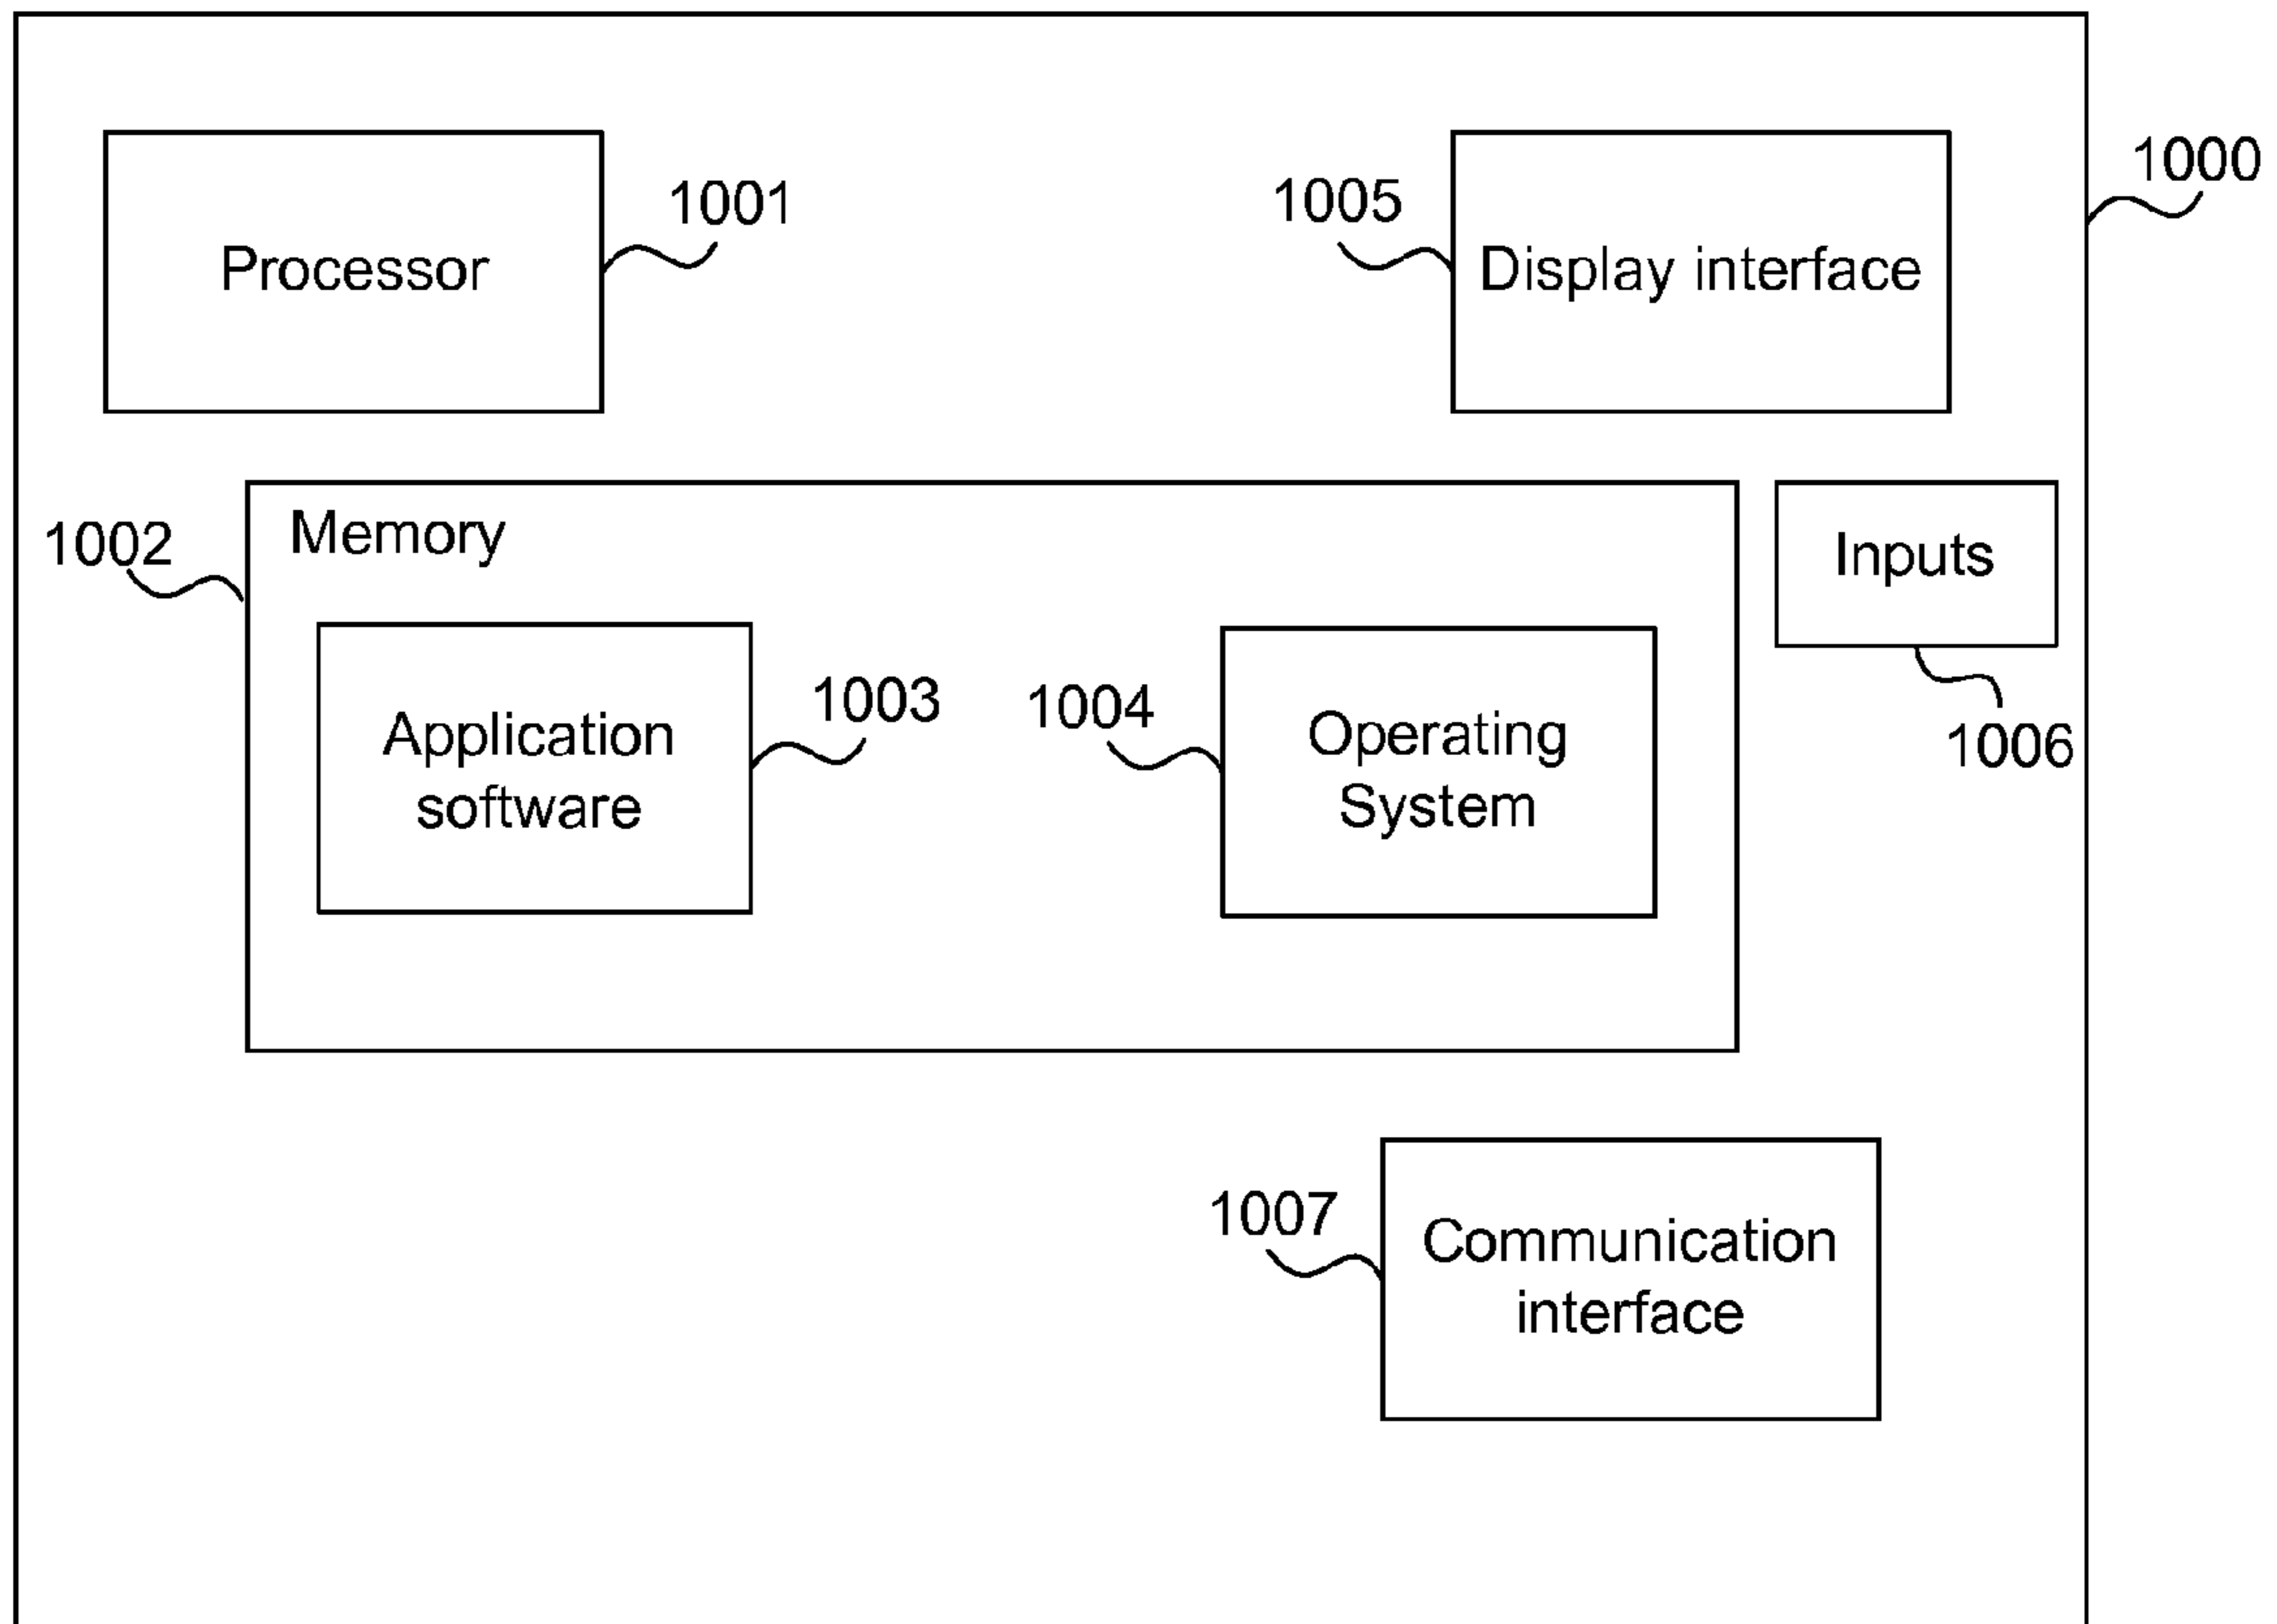 1000
Processor
1001
1005
Display interface
1002
Memory
Inputs
1006
Application
software
1003
1004
Operating
System
1007
Communication
interface